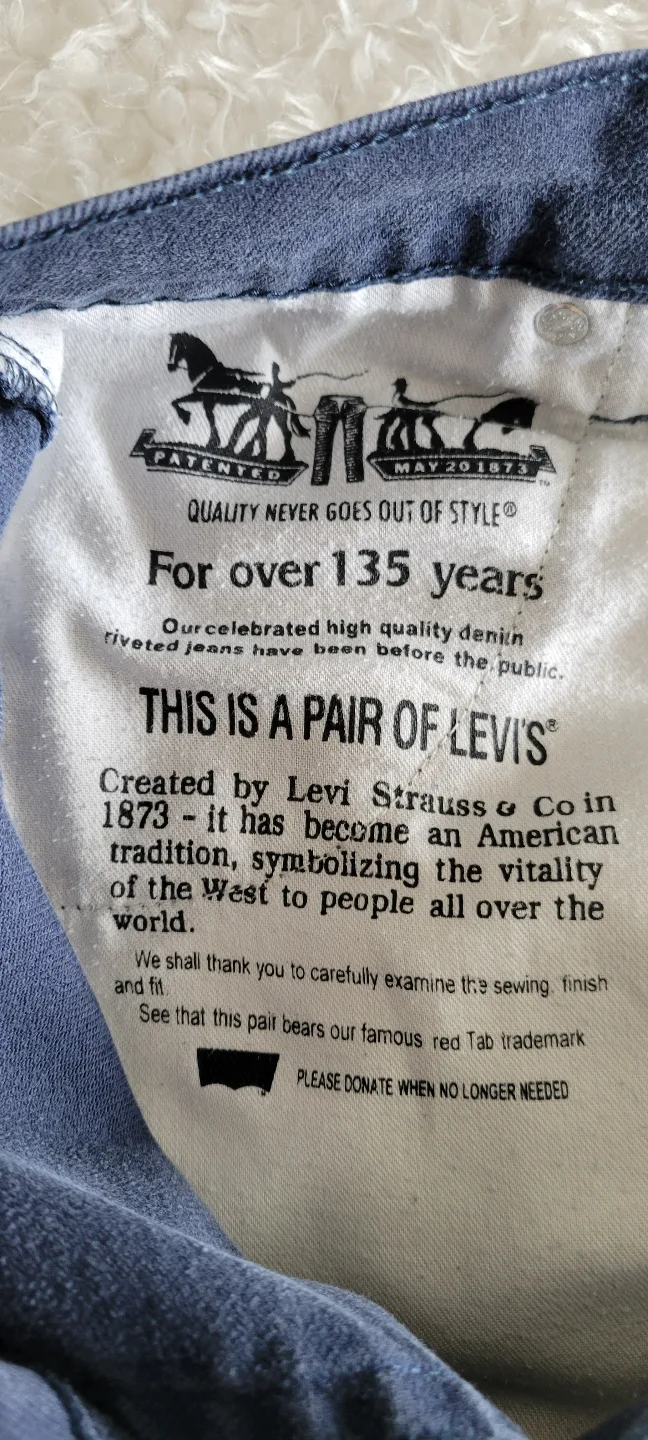 PATENTED MAY 20 1873 ™
QUALITY NEVER GOES OUT OF STYLE®
For over 135 years
Our celebrated high quality denim
riveted jeans have been before the public.
THIS IS A PAIR OF LEVI'S®
Created by Levi Strauss & Co in
1873 - it has become an American
tradition, symbolizing the vitality
of the West to people all over the
world.
We shall thank you to carefully examine the sewing. finish
and fit.
See that this pair bears our famous red Tab trademark
PLEASE DONATE WHEN NO LONGER NEEDED